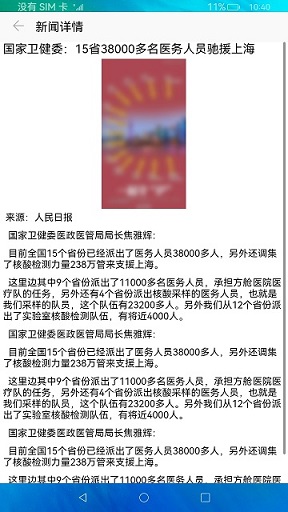 没有 SIM 卡
11%
10:40
新闻详情
国家卫健委：15省38000多名医务人员驰援上海
来源：人民日报
国家卫健委医政医管局局长焦雅辉：
目前全国15个省份已经派出了医务人员38000多人，另外还调集
了核酸检测力量238万管来支援上海。
这里边其中9个省份派出了11000多名医务人员，承担方舱医院医
疗队的任务，另外还有4个省份派出核酸采样的医务人员，也就是
我们采样的队员，这个队伍有23200多人。另外我们从12个省份派
出了实验室核酸检测队伍，有将近4000人。
国家卫健委医政医管局局长焦雅辉：
目前全国15个省份已经派出了医务人员38000多人，另外还调集
了核酸检测力量238万管来支援上海。
这里边其中9个省份派出了11000多名医务人员，承担方舱医院医
疗队的任务，另外还有4个省份派出核酸采样的医务人员，也就是
我们采样的队员，这个队伍有23200多人。另外我们从12个省份派
出了实验室核酸检测队伍，有将近4000人。
国家卫健委医政医管局局长焦雅辉：
目前全国15个省份已经派出了医务人员38000多人，另外还调集
了核酸检测力量238万管来支援上海。
这里边其中9个省份派出了11000多名医务人员，承担方舱医院医